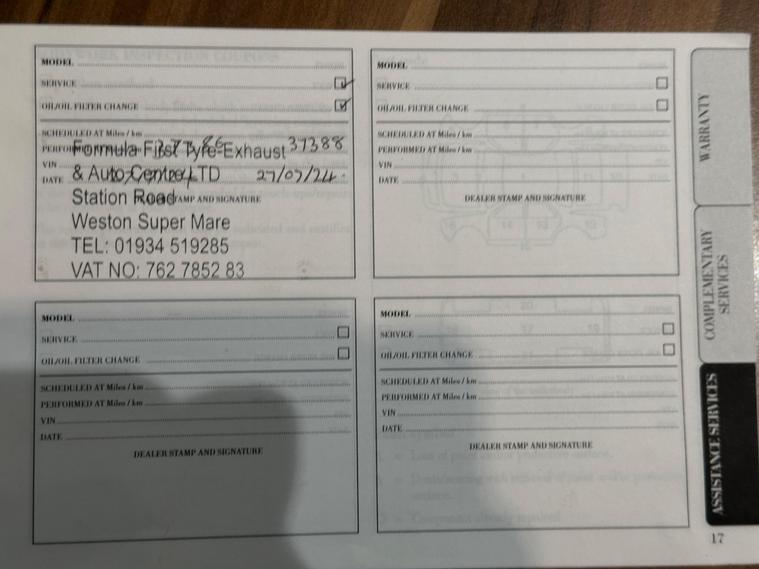 MODEL
SERVICE
OIL/OIL FILTER CHANGE
SCHEDULED AT Miles / km
PERFORMED AT
VIN
DATE
STAMP AND SIGNATURE
37388
27/07/24
Formula First Tyre-Exhaust
& Auto Centre LTD
Station Road
Weston Super Mare
TEL: 01934 519285
VAT NO: 762 7852 83
MODEL
SERVICE
OIL/OIL FILTER CHANGE
SCHEDULED AT Miles / km
PERFORMED AT Miles / km
VIN
DATE
DEALER STAMP AND SIGNATURE
MODEL
SERVICE
OIL/OIL FILTER CHANGE
SCHEDULED AT Miles / km
PERFORMED AT Miles / km
VIN
DATE
DEALER STAMP AND SIGNATURE
MODEL
SERVICE
OIL/OIL FILTER CHANGE
SCHEDULED AT Miles / km
PERFORMED AT Miles / km
VIN
DATE
DEALER STAMP AND SIGNATURE
WARRANTY
COMPLEMENTARY
SERVICES
ASSISTANCE SERVICES
17